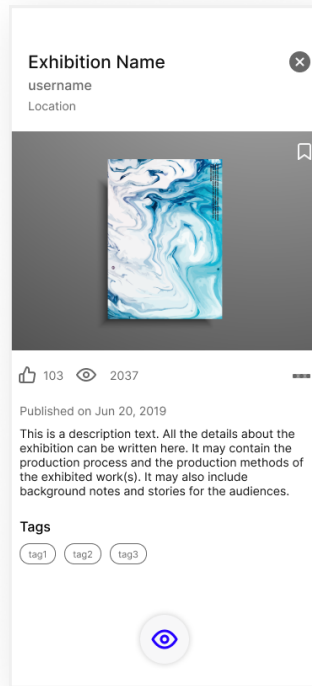 Exhibition Name
username
Location
103
2037
Published on Jun 20, 2019
This is a description text. All the details about the
exhibition can be written here. It may contain the
production process and the production methods of
the exhibited work(s). It may also include
background notes and stories for the audiences.
Tags
tag1 tag2 tag3